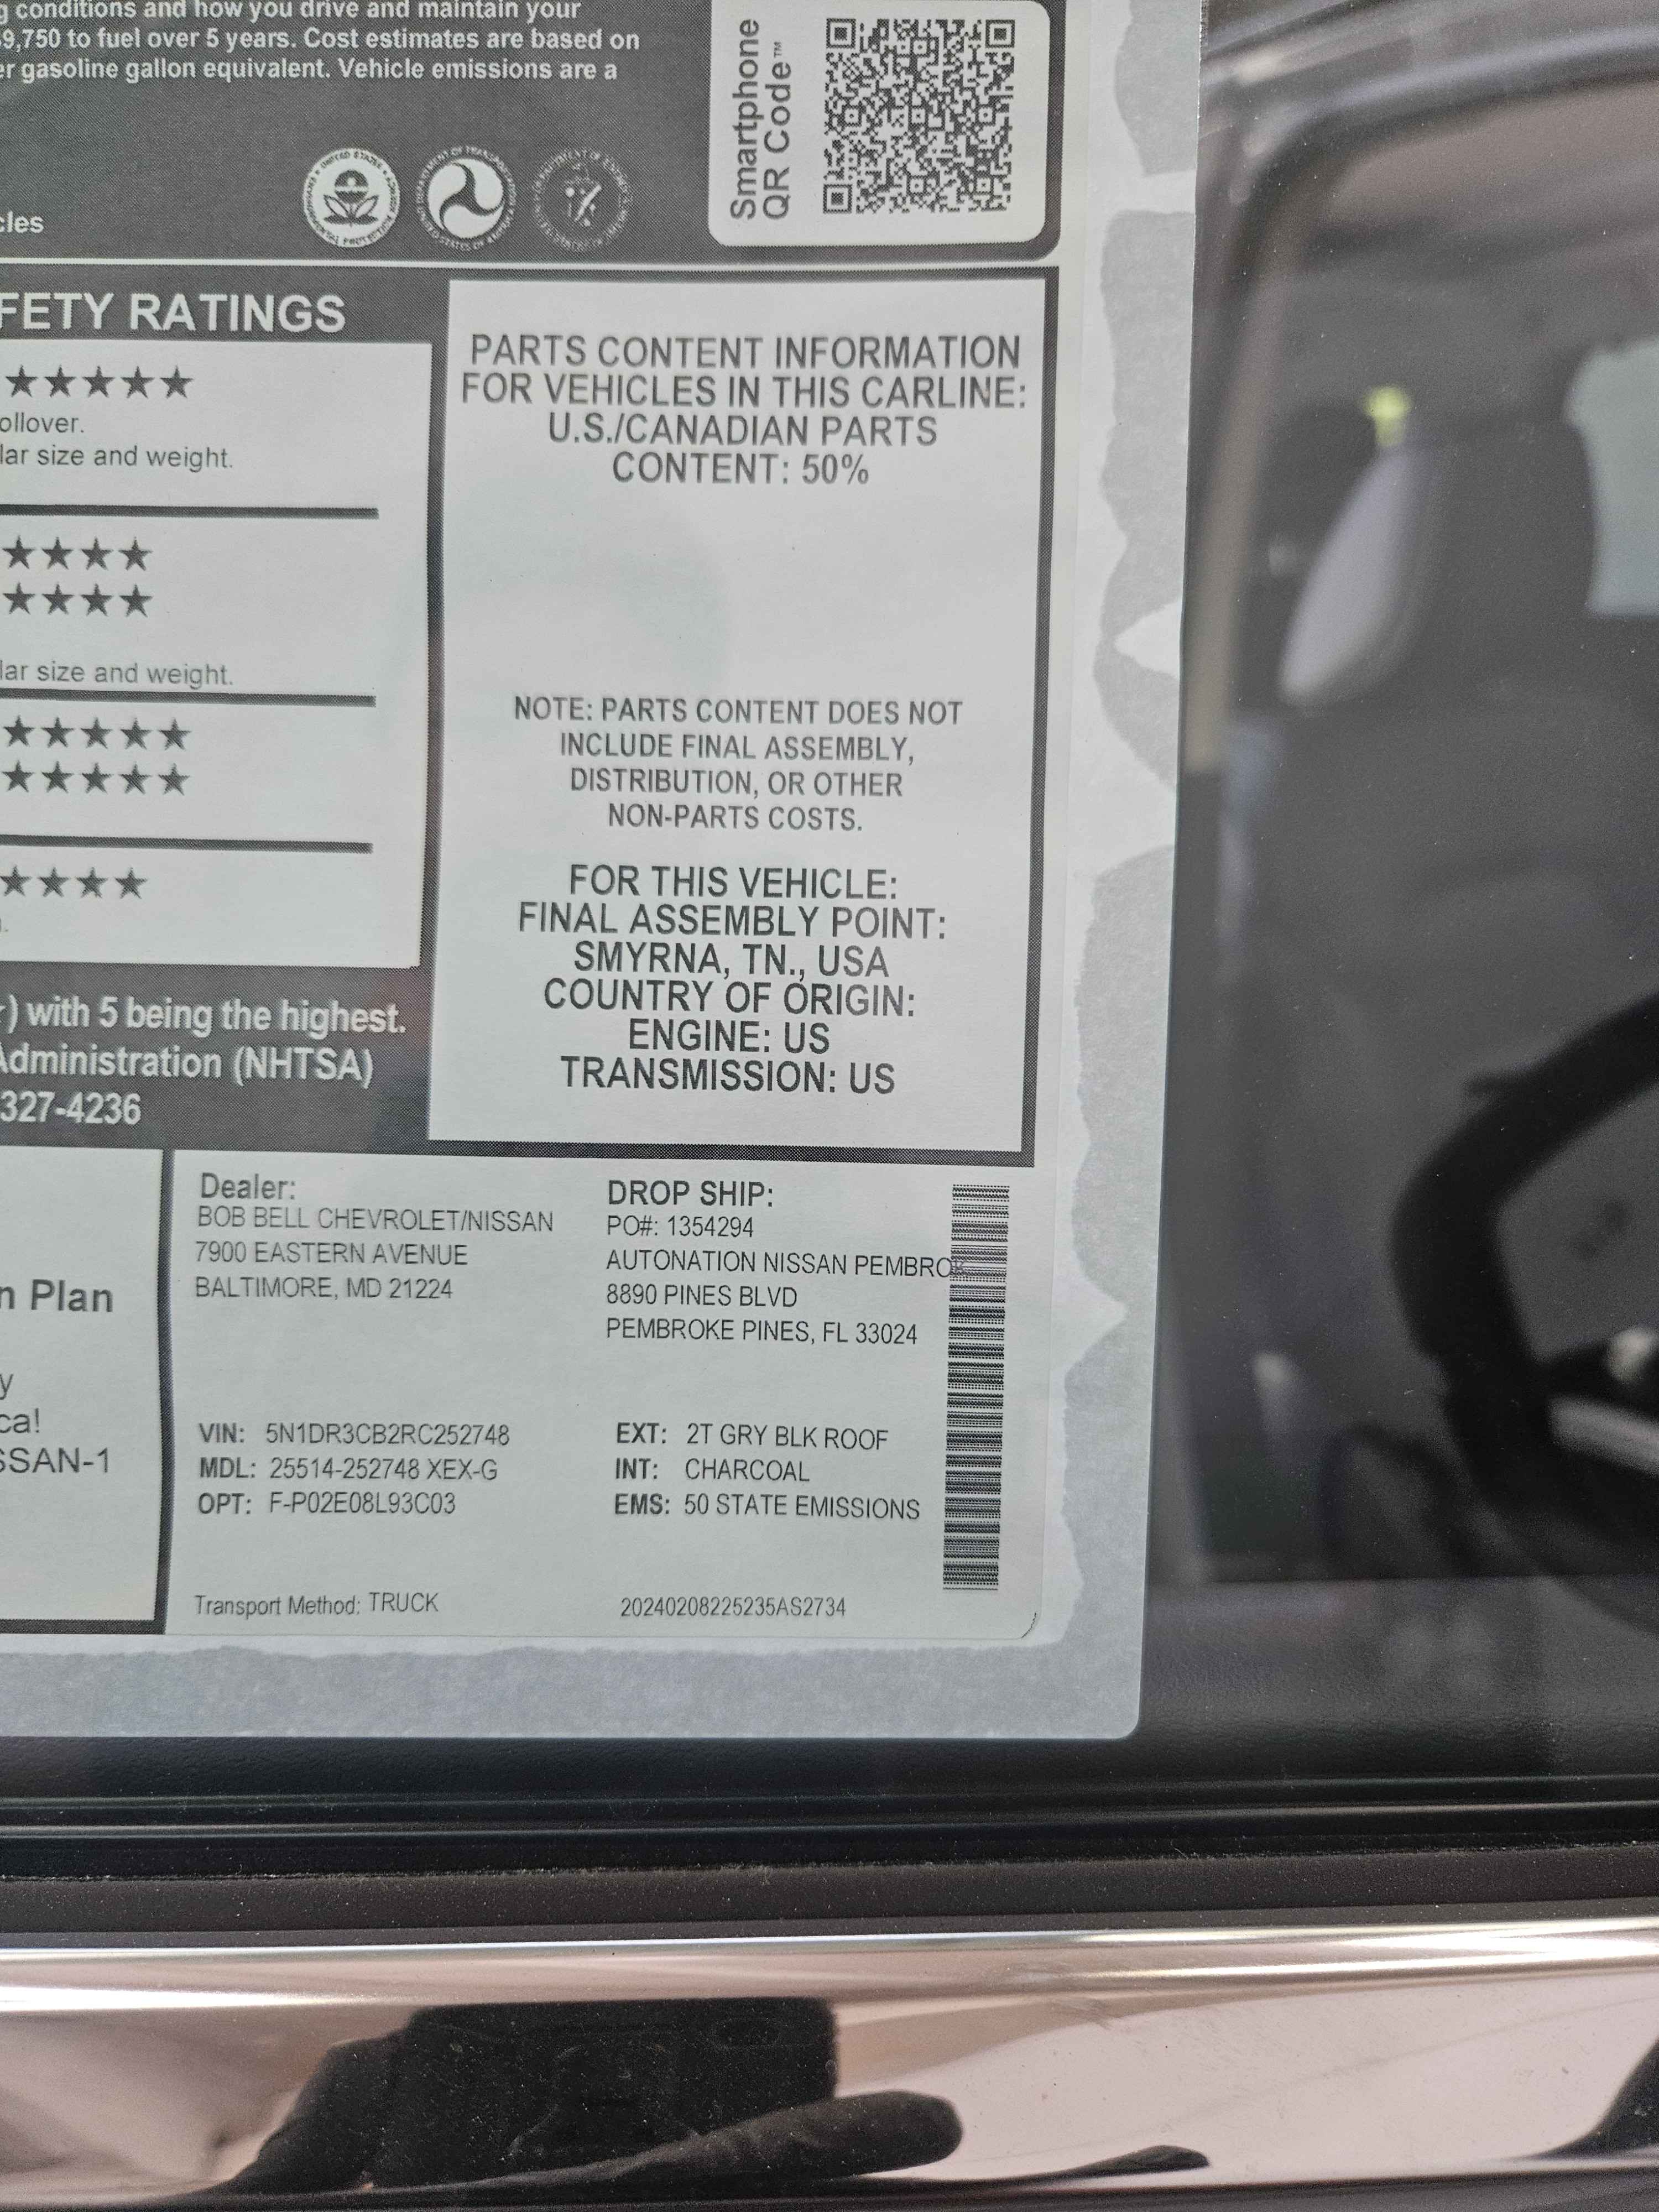 g conditions and how you drive and maintain your
9,750 to fuel over 5 years. Cost estimates are based on
er gasoline gallon equivalent. Vehicle emissions are a
cles
Smartphone
QR Code™
FETY RATINGS
★★★★★
ollover.
lar size and weight.
★★★★
★★★★
lar size and weight.
★★★★★
★★★★★
★★★★
) with 5 being the highest.
Administration (NHTSA)
327-4236
PARTS CONTENT INFORMATION
FOR VEHICLES IN THIS CARLINE:
U.S./CANADIAN PARTS
CONTENT: 50%
NOTE: PARTS CONTENT DOES NOT
INCLUDE FINAL ASSEMBLY,
DISTRIBUTION, OR OTHER
NON-PARTS COSTS.
FOR THIS VEHICLE:
FINAL ASSEMBLY POINT:
SMYRNA, TN., USA
COUNTRY OF ORIGIN:
ENGINE: US
TRANSMISSION: US
n Plan
y
ca!
SSAN-1
Dealer:
BOB BELL CHEVROLET/NISSAN
7900 EASTERN AVENUE
BALTIMORE, MD 21224
DROP SHIP:
PO#: 1354294
AUTONATION NISSAN PEMBROK
8890 PINES BLVD
PEMBROKE PINES, FL 33024
VIN: 5N1DR3CB2RC252748
MDL: 25514-252748 XEX-G
OPT: F-P02E08L93C03
EXT: 2T GRY BLK ROOF
INT: CHARCOAL
EMS: 50 STATE EMISSIONS
Transport Method: TRUCK
20240208225235AS2734